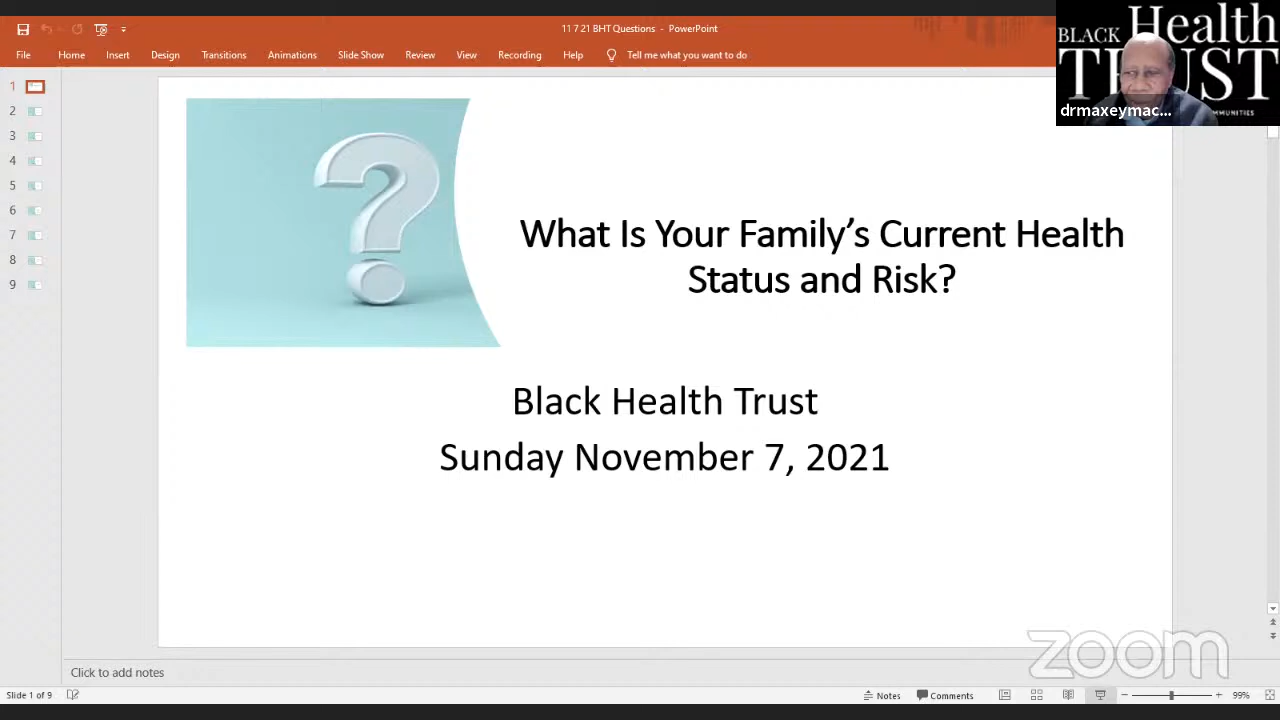 11 7 21 BHT Questions - PowerPoint
File Home Insert Design Transitions Animations Slide Show Review View Recording Help Tell me what you want to do
BLACK Health
TRUST
COMMUNITIES
drmaxeymac...
1
2
3
4
5
6
7
8
9
?
What Is Your Family’s Current Health
Status and Risk?
Black Health Trust
Sunday November 7, 2021
zoom
Click to add notes
Slide 1 of 9 Notes Comments 99%